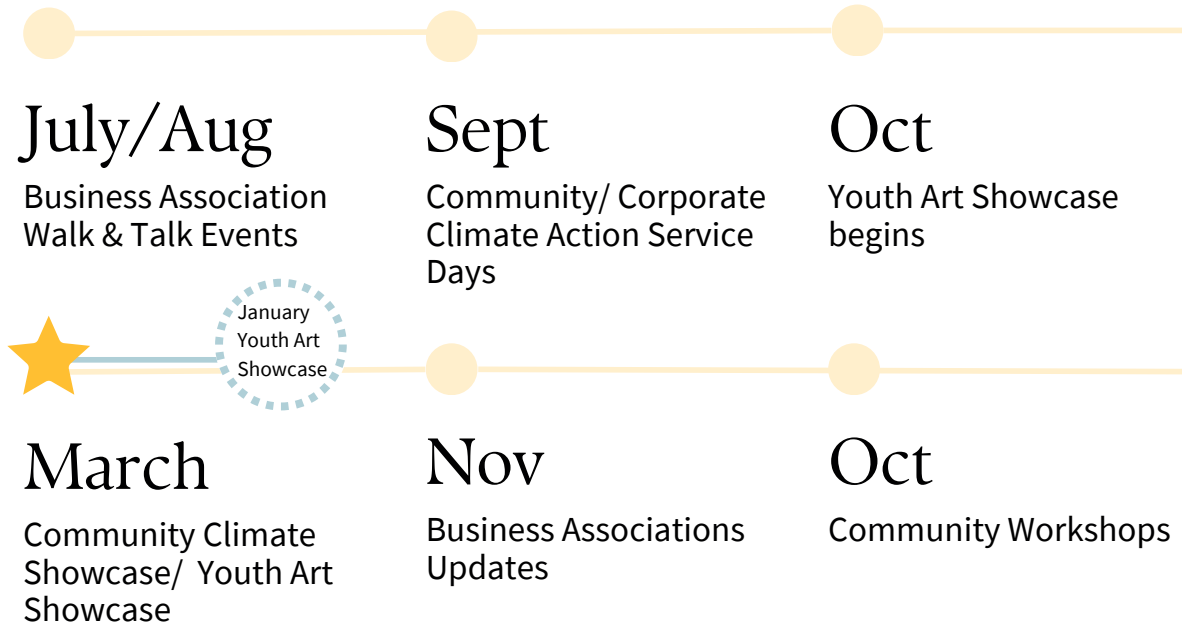 July/Aug
Business Association
Walk & Talk Events
Sept
Community/ Corporate
Climate Action Service
Days
Oct
Youth Art Showcase
begins
January
Youth Art
Showcase
March
Community Climate
Showcase/  Youth Art
Showcase
Nov
Business Associations
Updates
Oct
Community Workshops